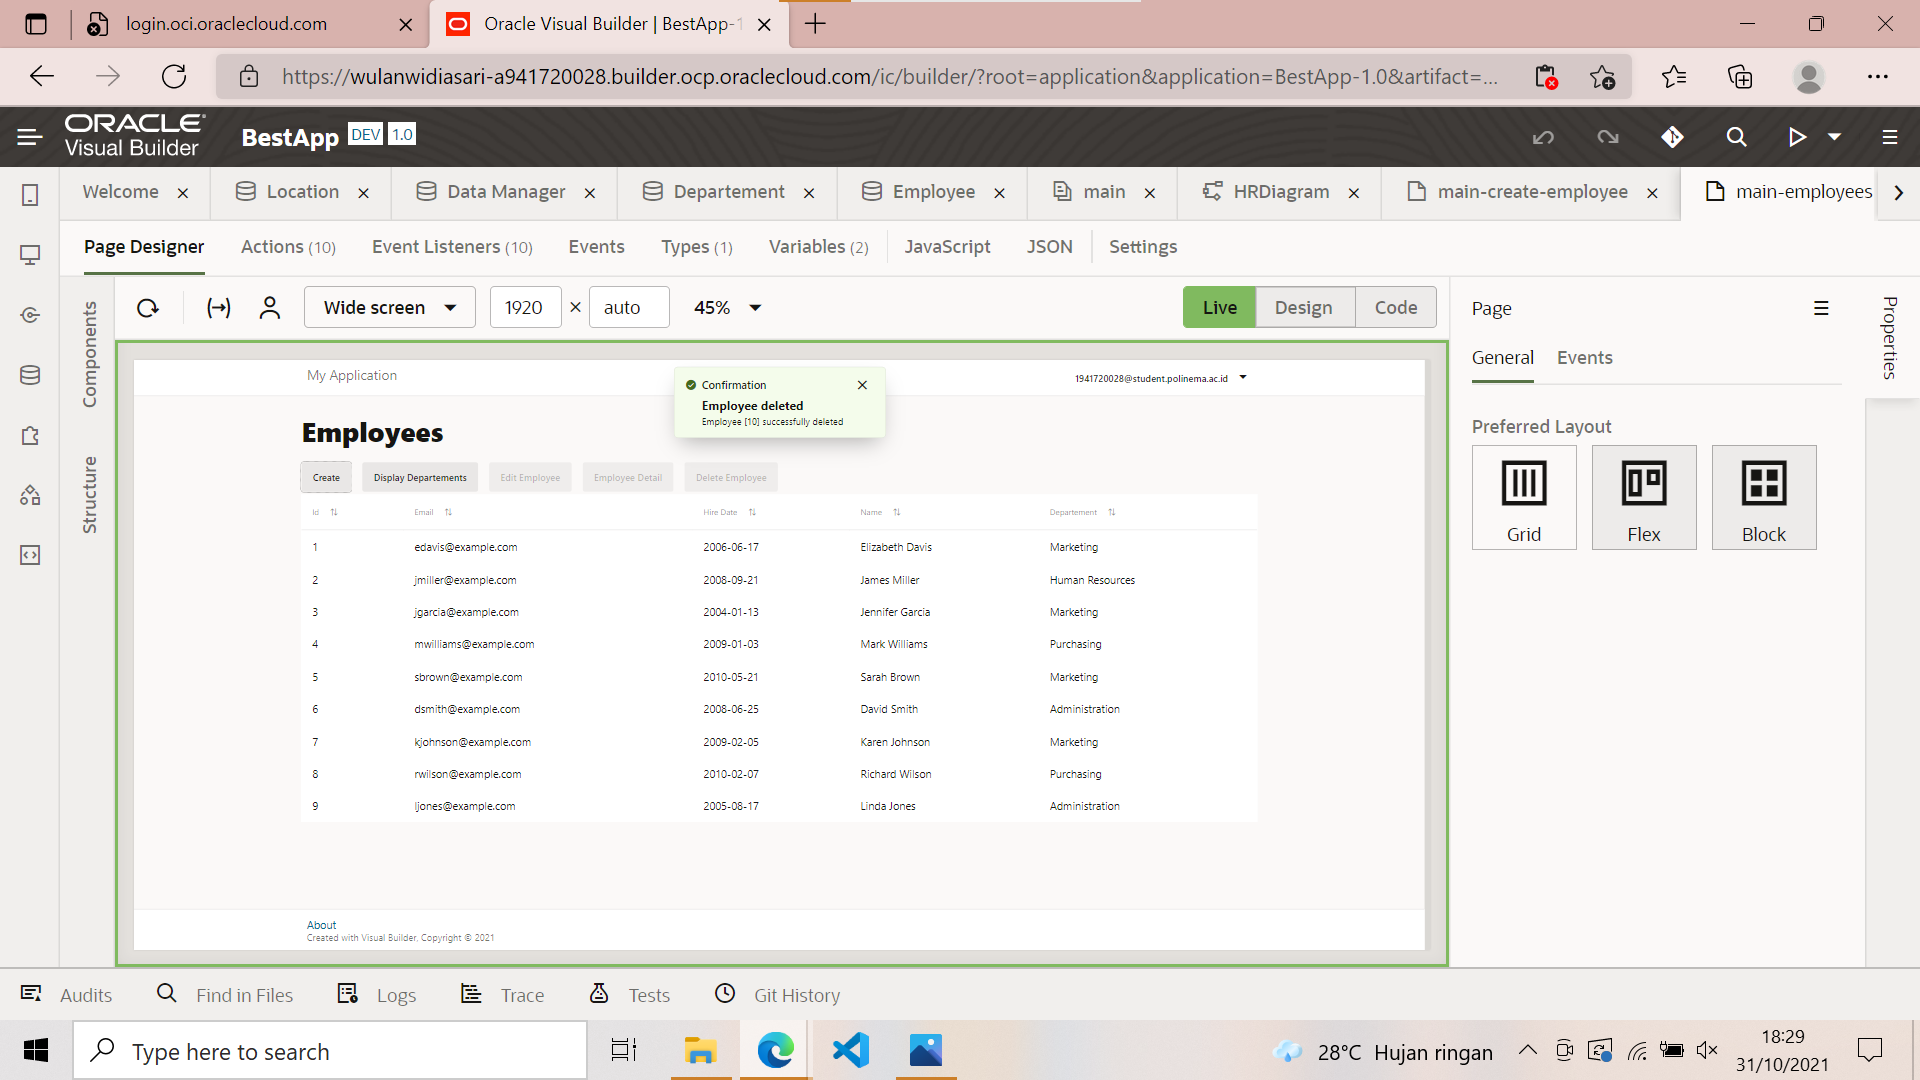 login.oci.oraclecloud.com
Oracle Visual Builder | BestApp-1
https://wulanwidiasari-a941720028.builder.ocp.oraclecloud.com/ic/builder/?root=application&application=BestApp-1.0&artifact=...
ORACLE
Visual Builder
BestApp DEV 1.0
Welcome Location Data Manager Departement Employee main HRDiagram main-create-employee main-employees
Page Designer Actions (10) Event Listeners (10) Events Types (1) Variables (2) JavaScript JSON Settings
Components
Structure
Wide screen 1920 × auto 45% Live Design Code
Page
Properties
General Events
Preferred Layout
Grid Flex Block
My Application
1941720028@student.polinema.ac.id
Confirmation
Employee deleted
Employee [10] successfully deleted
Employees
Create Display Departements Edit Employee Employee Detail Delete Employee
Id Email Hire Date Name Departement
1 edavis@example.com 2006-06-17 Elizabeth Davis Marketing
2 jmiller@example.com 2008-09-21 James Miller Human Resources
3 jgarcia@example.com 2004-01-13 Jennifer Garcia Marketing
4 mwilliams@example.com 2009-01-03 Mark Williams Purchasing
5 sbrown@example.com 2010-05-21 Sarah Brown Marketing
6 dsmith@example.com 2008-06-25 David Smith Administration
7 kjohnson@example.com 2009-02-05 Karen Johnson Marketing
8 rwilson@example.com 2010-02-07 Richard Wilson Purchasing
9 ljones@example.com 2005-08-17 Linda Jones Administration
About
Created with Visual Builder. Copyright © 2021
Audits Find in Files Logs Trace Tests Git History
Type here to search
28°C Hujan ringan
18:29
31/10/2021